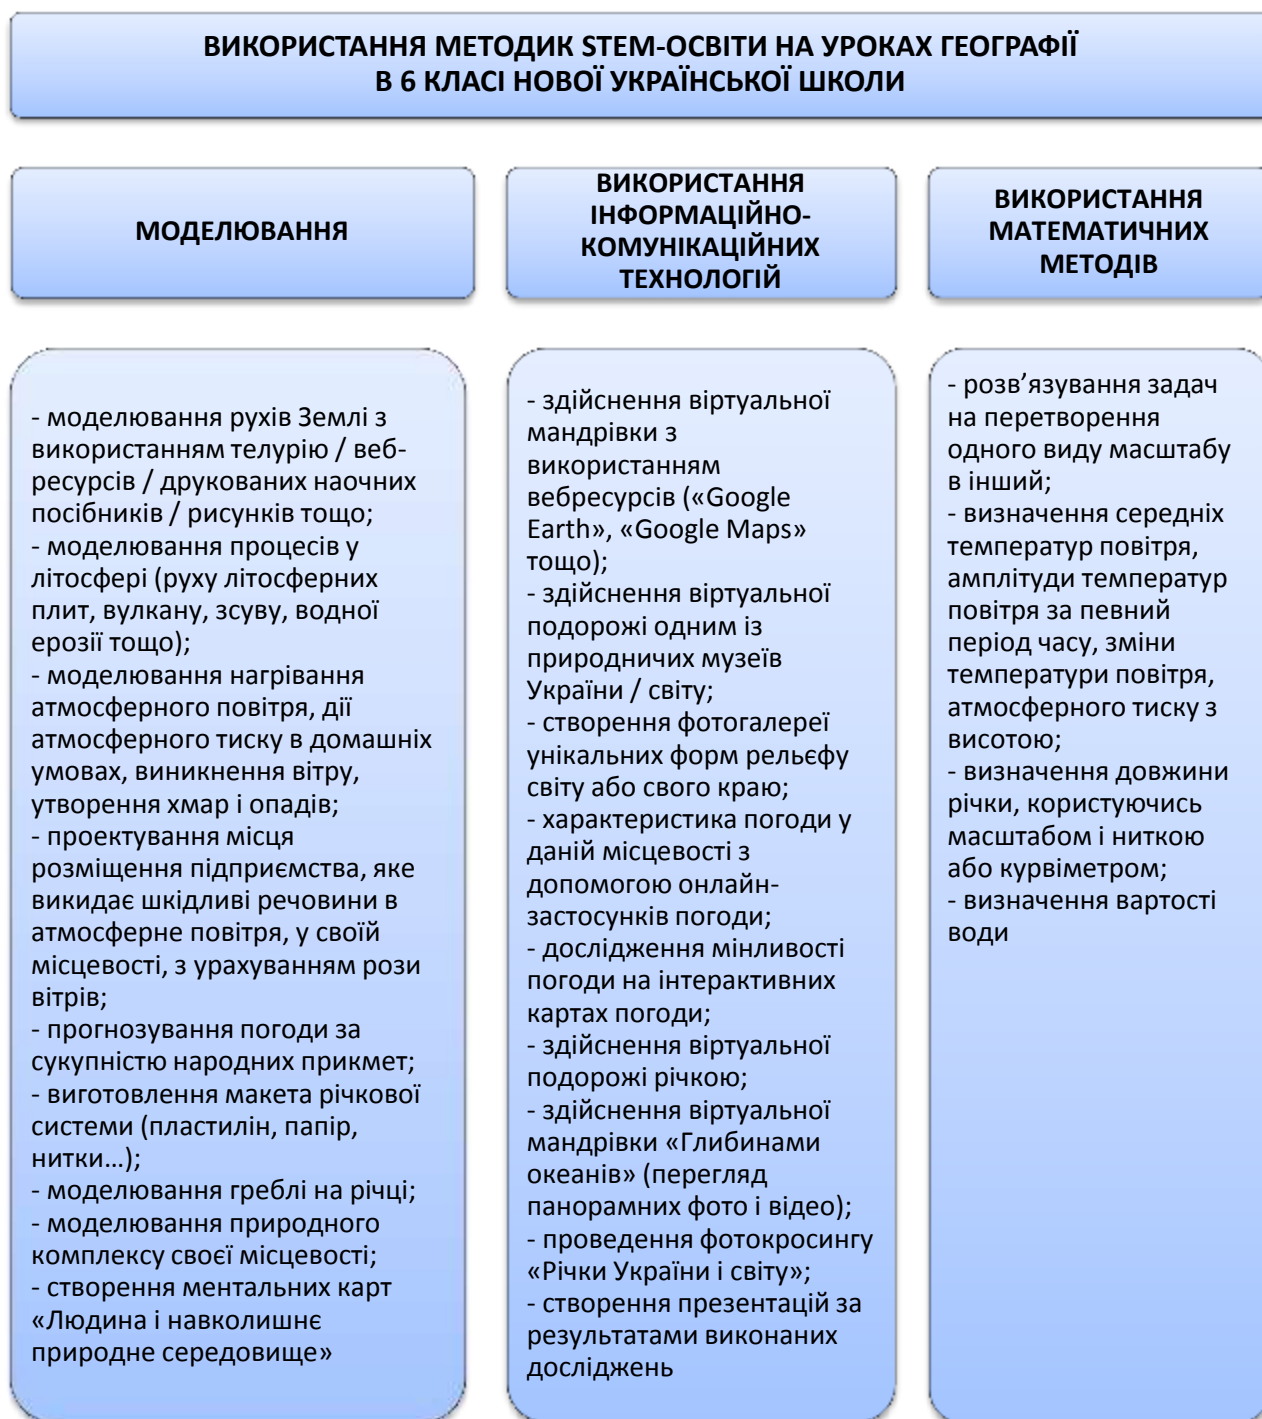 ВИКОРИСТАННЯ МЕТОДИК STEM-ОСВІТИ НА УРОКАХ ГЕОГРАФІЇ
В 6 КЛАСІ НОВОЇ УКРАЇНСЬКОЇ ШКОЛИ
МОДЕЛЮВАННЯ
- моделювання рухів Землі з
використанням телурію / веб-
ресурсів / друкованих наочних
посібників / рисунків тощо;
- моделювання процесів у
літосфері (руху літосферних
плит, вулкану, зсуву, водної
ерозії тощо);
- моделювання нагрівання
атмосферного повітря, дії
атмосферного тиску в домашніх
умовах, виникнення вітру,
утворення хмар і опадів;
- проектування місця
розміщення підприємства, яке
викидає шкідливі речовини в
атмосферне повітря, у своїй
місцевості, з урахуванням рози
вітрів;
- прогнозування погоди за
сукупністю народних прикмет;
- виготовлення макета річкової
системи (пластилін, папір,
нитки…);
- моделювання греблі на річці;
- моделювання природного
комплексу своєї місцевості;
- створення ментальних карт
«Людина і навколишнє
природне середовище»
ВИКОРИСТАННЯ
ІНФОРМАЦІЙНО-
КОМУНІКАЦІЙНИХ
ТЕХНОЛОГІЙ
- здійснення віртуальної
мандрівки з
використанням
вебресурсів («Google
Earth», «Google Maps»
тощо);
- здійснення віртуальної
подорожі одним із
природничих музеїв
України / світу;
- створення фотогалереї
унікальних форм рельєфу
світу або свого краю;
- характеристика погоди у
даній місцевості з
допомогою онлайн-
застосунків погоди;
- дослідження мінливості
погоди на інтерактивних
картах погоди;
- здійснення віртуальної
подорожі річкою;
- здійснення віртуальної
мандрівки «Глибинами
океанів» (перегляд
панорамних фото і відео);
- проведення фотокросингу
«Річки України і світу»;
- створення презентацій за
результатами виконаних
досліджень
ВИКОРИСТАННЯ
МАТЕМАТИЧНИХ
МЕТОДІВ
- розв’язування задач
на перетворення
одного виду масштабу
в інший;
- визначення середніх
температур повітря,
амплітуди температур
повітря за певний
період часу, зміни
температури повітря,
атмосферного тиску з
висотою;
- визначення довжини
річки, користуючись
масштабом і ниткою
або курвіметром;
- визначення вартості
води